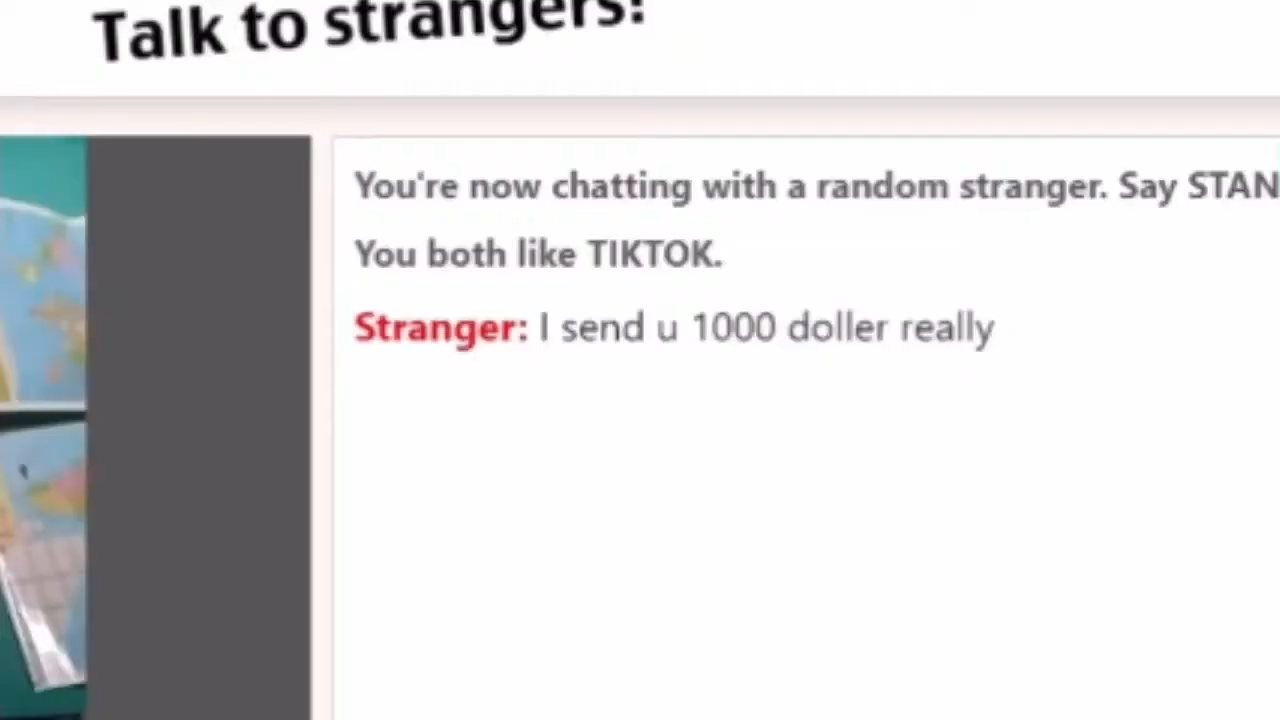 Talk to strangers!
You're now chatting with a random stranger. Say STAN
You both like TIKTOK.
Stranger: I send u 1000 doller really